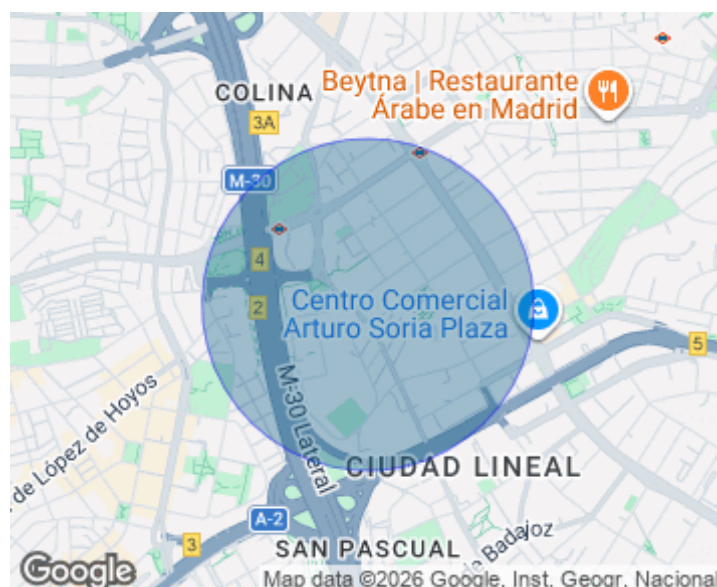 COLINA
Beytna | Restaurante
Árabe en Madrid
3A
M-30
4
2
Centro Comercial
Arturo Soria Plaza
5
M-30 Lateral
de López de Hoyos
CIUDAD LINEAL
A-2
3
SAN PASCUAL
de Badajoz
Google
Map data ©2026 Google, Inst. Geogr. Nacional